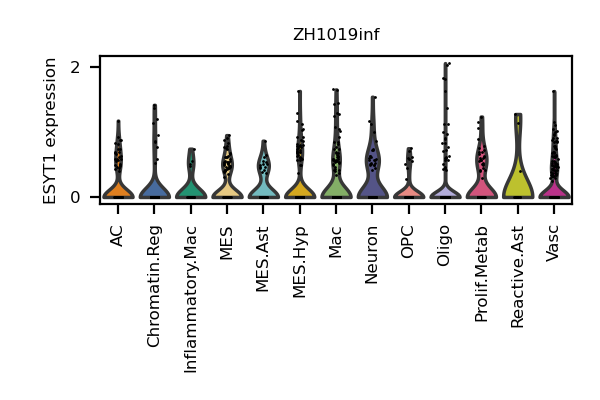 ZH1019inf
ESYT1 expression
2
0
AC
Chromatin.Reg
Inflammatory.Mac
MES
MES.Ast
MES.Hyp
Mac
Neuron
OPC
Oligo
Prolif.Metab
Reactive.Ast
Vasc